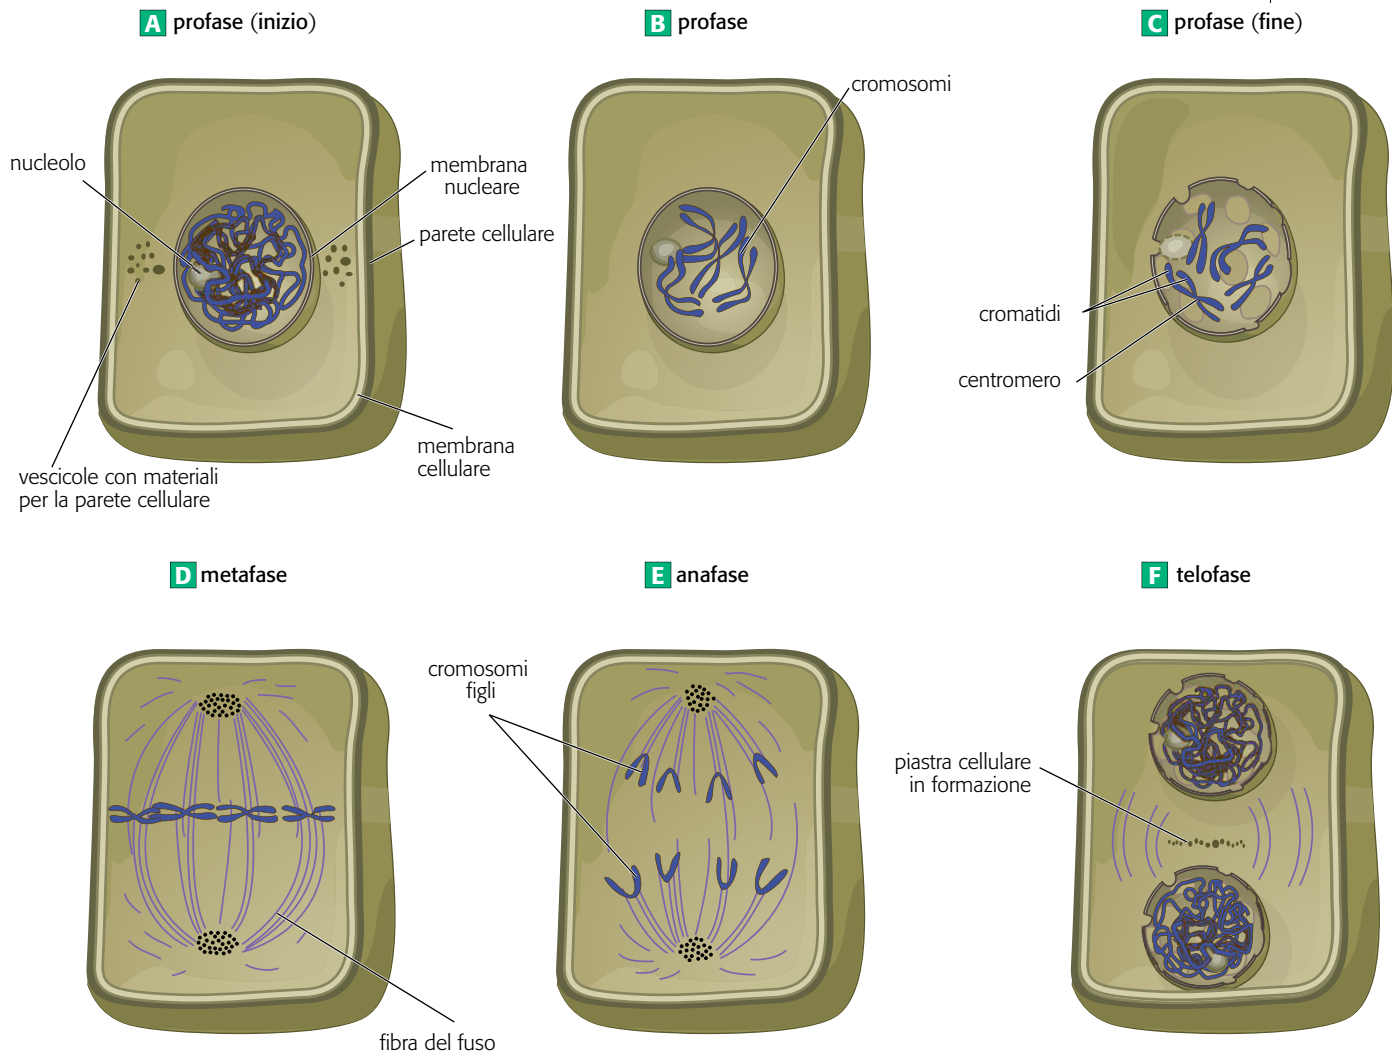 A profase (inizio)
B profase
C profase (fine)
nucleolo
membrana
nucleare
parete cellulare
vescicole con materiali
per la parete cellulare
membrana
cellulare
cromosomi
cromatidi
centromero
D metafase
E anafase
F telofase
fibra del fuso
cromosomi
figli
piastra cellulare
in formazione